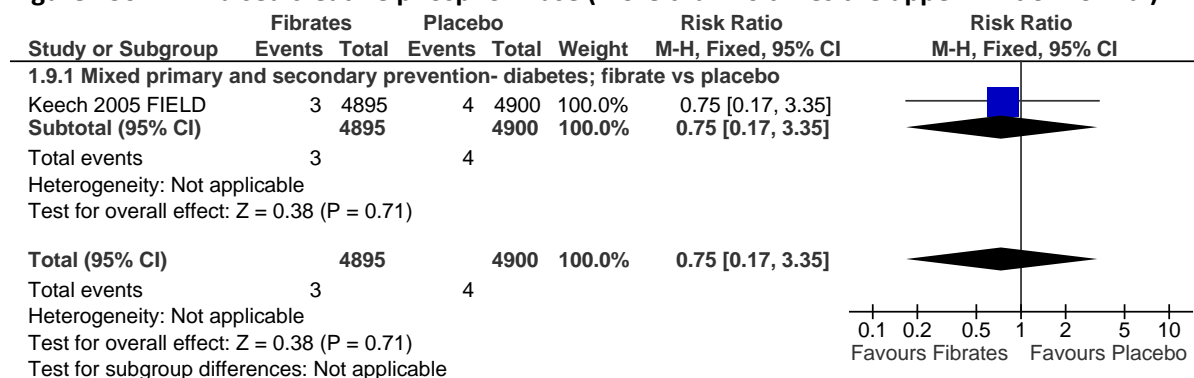 Fibrates Placebo Risk Ratio Risk Ratio
Study or Subgroup Events Total Events Total Weight M-H, Fixed, 95% CI M-H, Fixed, 95% CI
1.9.1 Mixed primary and secondary prevention- diabetes; fibrate vs placebo
Keech 2005 FIELD 3 4895 4 4900 100.0% 0.75 [0.17, 3.35]
Subtotal (95% CI) 4895 4900 100.0% 0.75 [0.17, 3.35]
Total events 3 4
Heterogeneity: Not applicable
Test for overall effect: Z = 0.38 (P = 0.71)
Total (95% CI) 4895 4900 100.0% 0.75 [0.17, 3.35]
Total events 3 4
Heterogeneity: Not applicable
Test for overall effect: Z = 0.38 (P = 0.71)
Test for subgroup differences: Not applicable
0.1 0.2 0.5 1 2 5 10
Favours Fibrates Favours Placebo